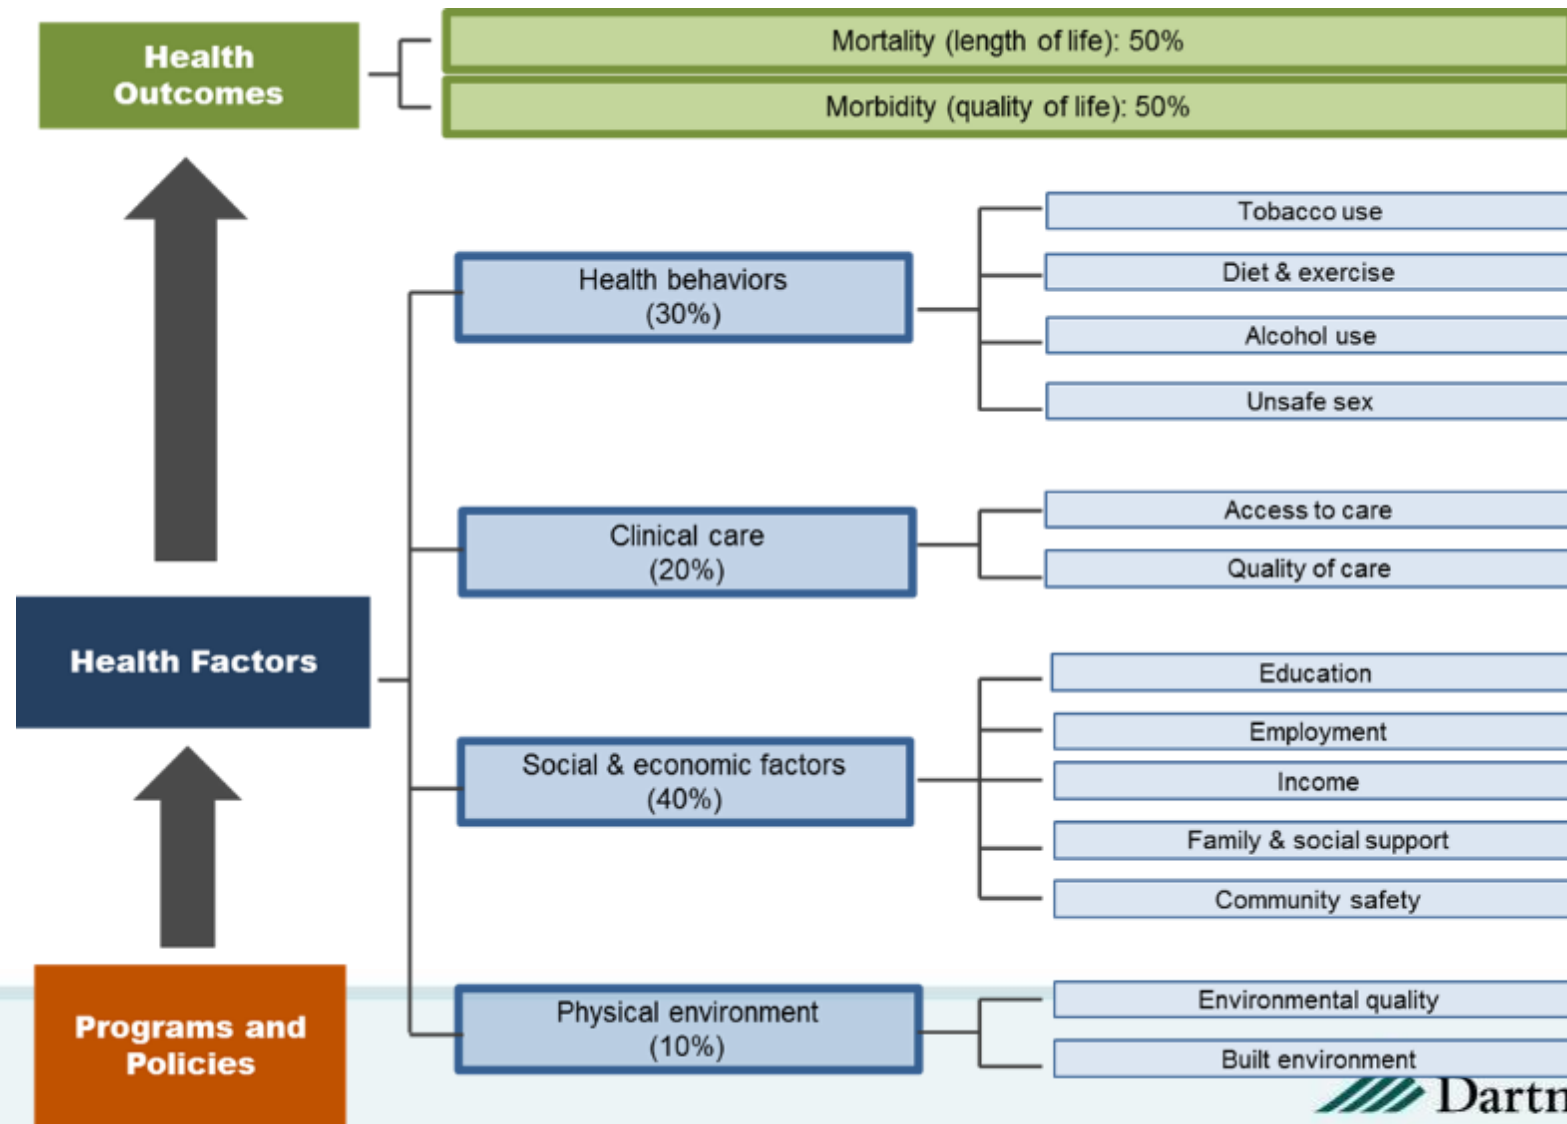 Health
Outcomes
Mortality (length of life): 50%
Morbidity (quality of life): 50%
Health behaviors
(30%)
Tobacco use
Diet & exercise
Alcohol use
Unsafe sex
Clinical care
(20%)
Access to care
Quality of care
Health Factors
Social & economic factors
(40%)
Education
Employment
Income
Family & social support
Community safety
Programs and
Policies
Physical environment
(10%)
Environmental quality
Built environment